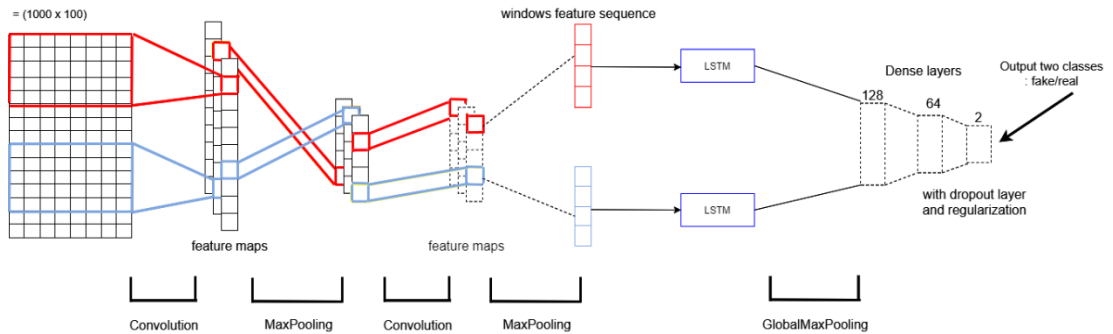 = (1000 x 100)
windows feature sequence
LSTM
Dense layers
Output two classes
: fake/real
128
64
2
LSTM
with dropout layer
and regularization
feature maps
feature maps
Convolution
MaxPooling
Convolution
MaxPooling
GlobalMaxPooling